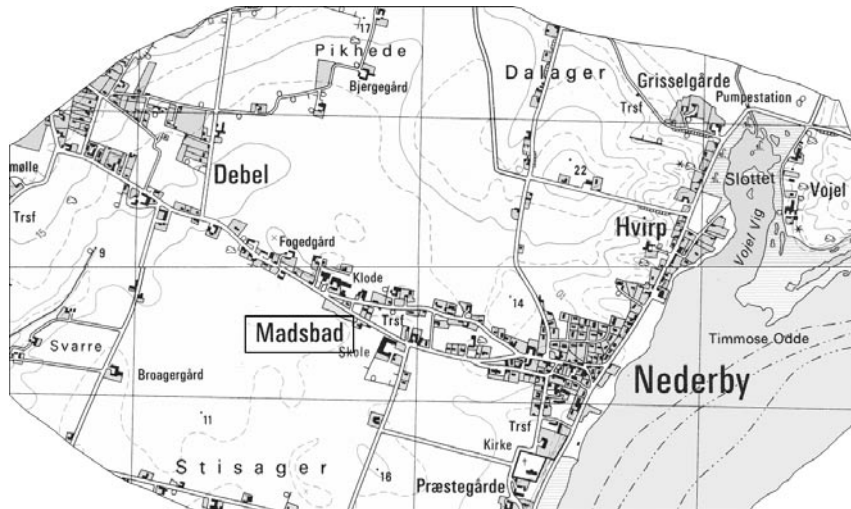 17
Pikhede
Bjergegård
Dalager
Grisselgårde
Trsf
Pumpestation
mølle
Debel
22
Slottet
Vojel
Trsf
Hvirp
Vojel Vig
15
9
Fogedgård
Klode
14
Trsf
Madsbad
Timmose Odde
Svarre
Skole
Broagergård
Nederby
11
Trsf
Kirke
Stisager
16
Præstegårde